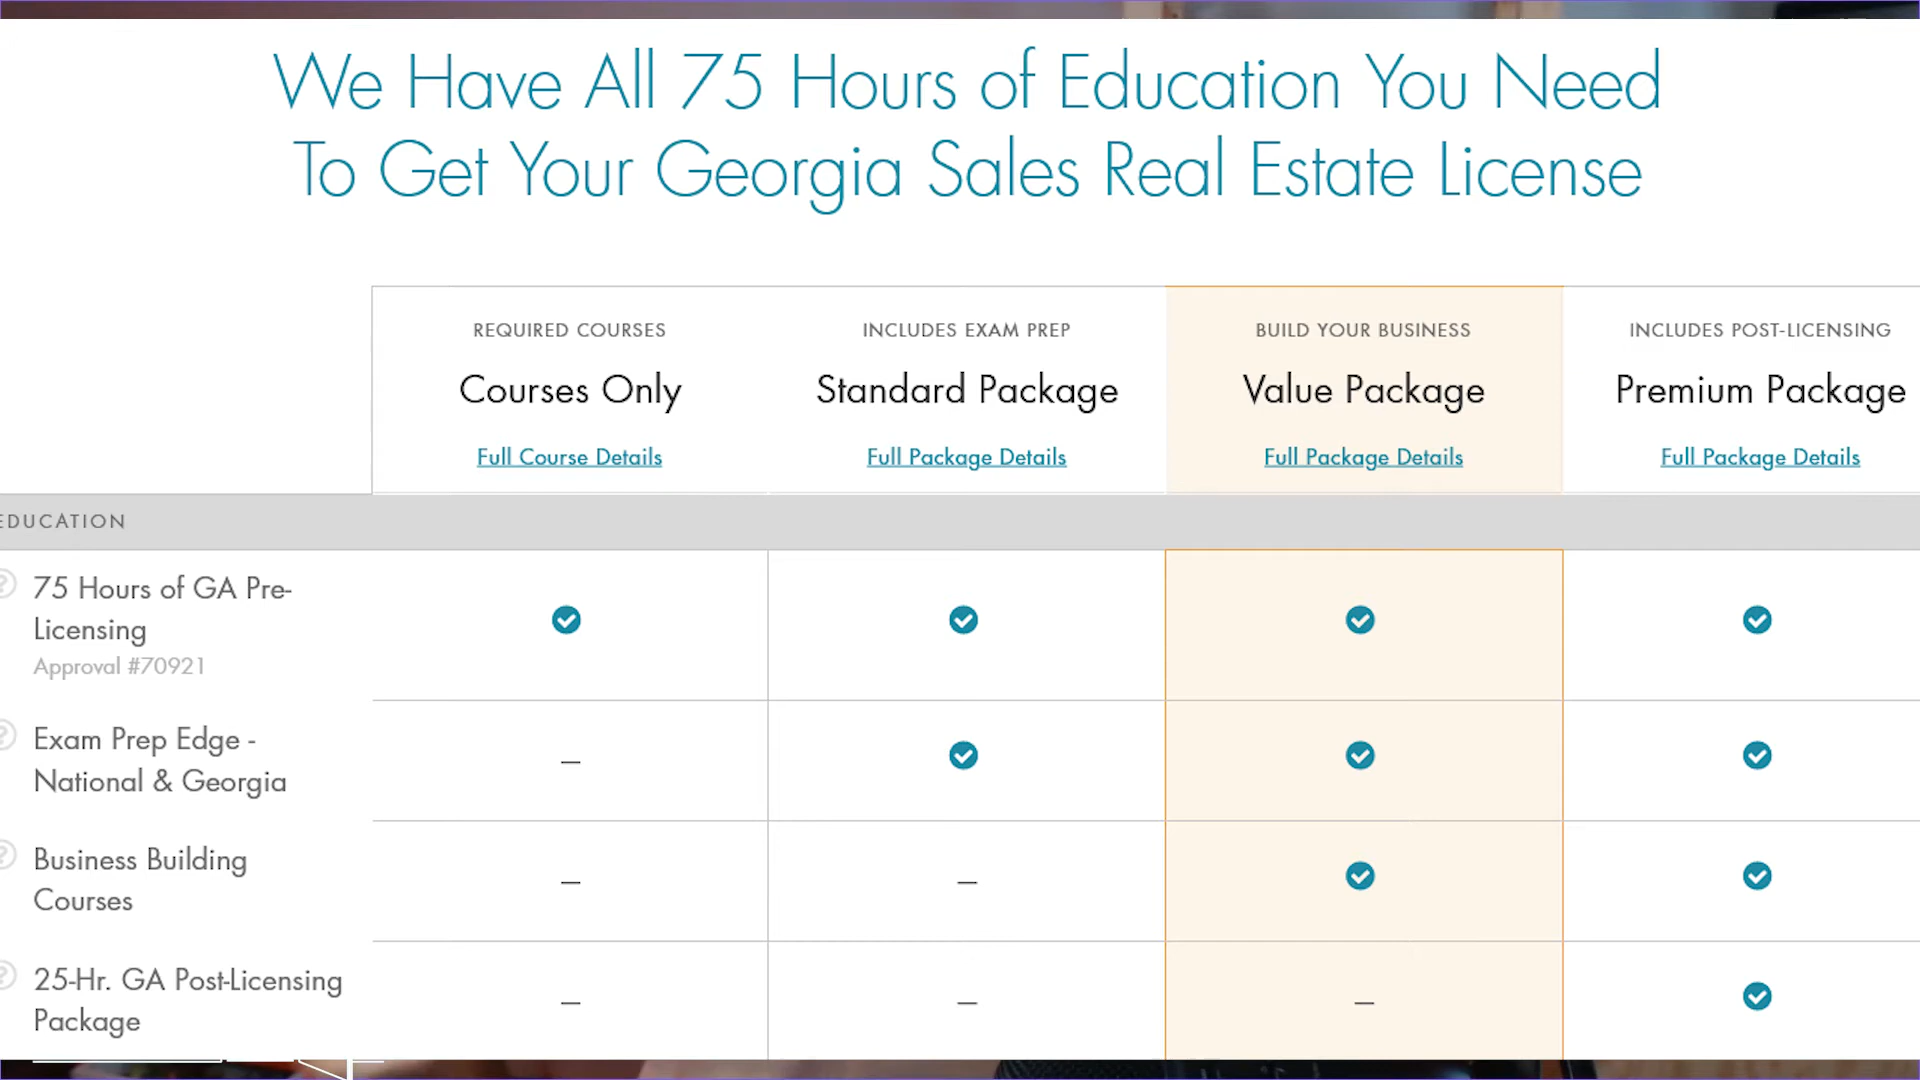 We Have All 75 Hours of Education You Need
To Get Your Georgia Sales Real Estate License
REQUIRED COURSES
Courses Only
Full Course Details
INCLUDES EXAM PREP
Standard Package
Full Package Details
BUILD YOUR BUSINESS
Value Package
Full Package Details
INCLUDES POST-LICENSING
Premium Package
Full Package Details
EDUCATION
75 Hours of GA Pre-
Licensing
Approval #70921
Exam Prep Edge -
National & Georgia
Business Building
Courses
25-Hr. GA Post-Licensing
Package